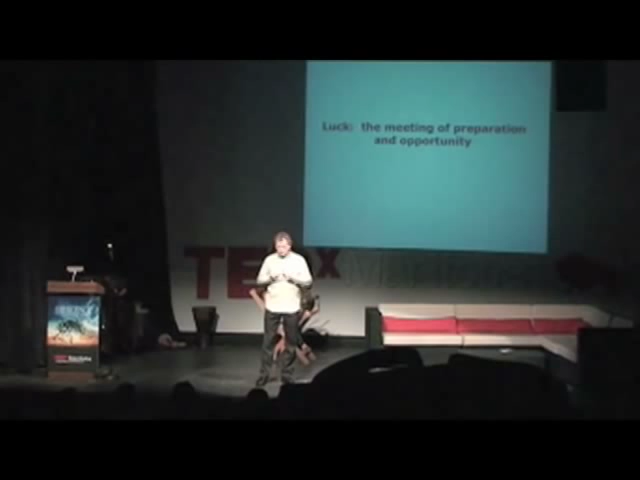 Luck: the meeting of preparation
and opportunity
TEDx